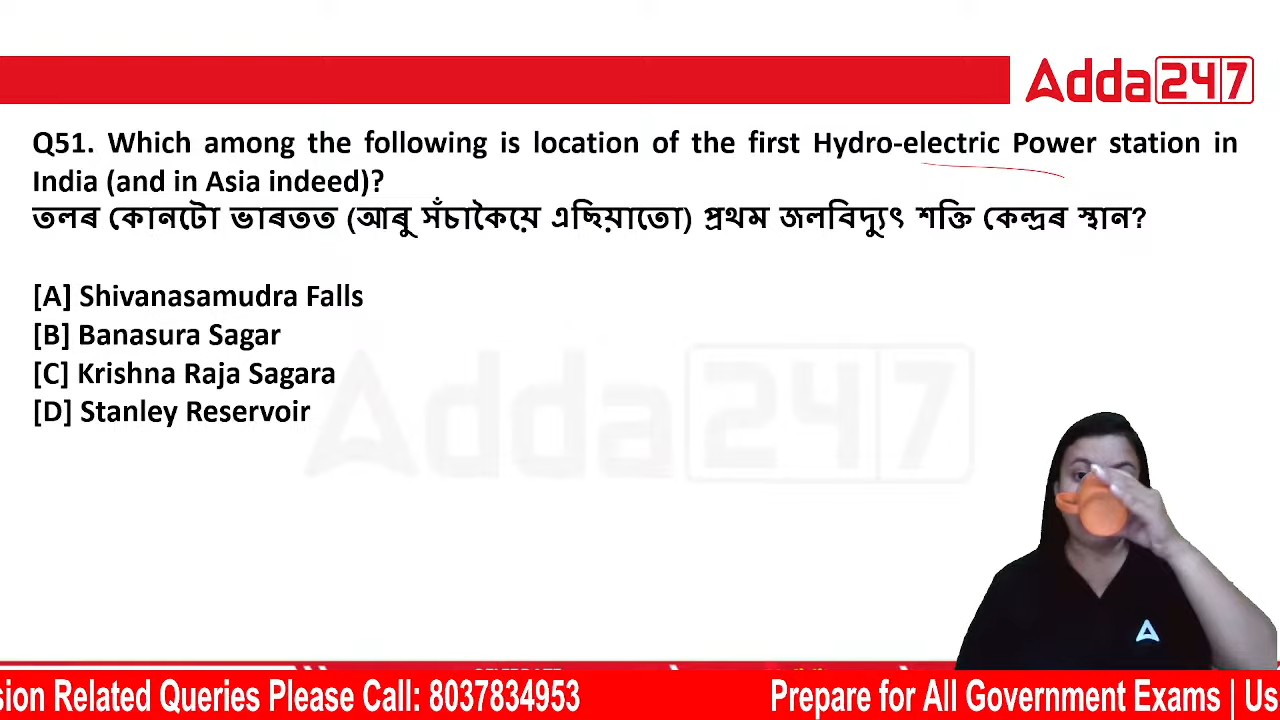 Adda247
Q51. Which among the following is location of the first Hydro-electric Power station in
India (and in Asia indeed)?
তলৰ কোনটো ভাৰতত (আৰু সঁচাকৈয়ে এছিয়াতো) প্ৰথম জলবিদ্যুৎ শক্তি কেন্দ্ৰৰ স্থান?
[A] Shivanasamudra Falls
[B] Banasura Sagar
[C] Krishna Raja Sagara
[D] Stanley Reservoir
Adda247
sion Related Queries Please Call: 8037834953 Prepare for All Government Exams | Us